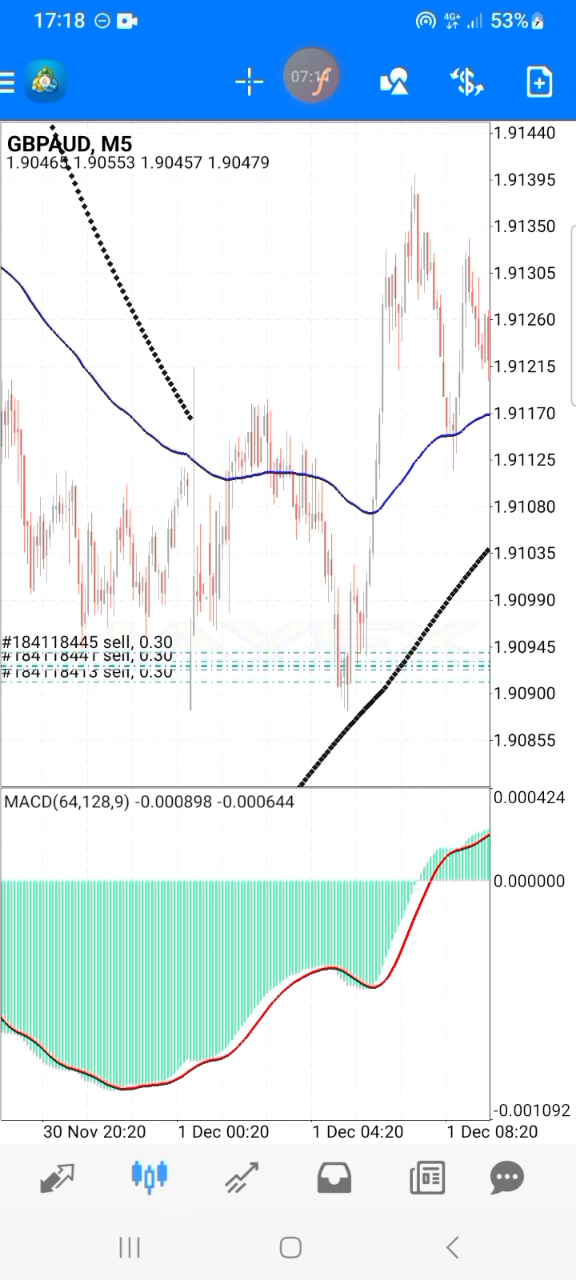 17:18 4G+ 53%
07:1
GBPAUD, M5
1.90465 1.90553 1.90457 1.90479
1.91440
1.91395
1.91350
1.91305
1.91260
1.91215
1.91170
1.91125
1.91080
1.91035
1.90990
1.90945
1.90900
1.90855
#184118445 sell, 0.30
#184118441 sell, 0.30
#184118413 sell, 0.30
MACD(64,128,9) -0.000898 -0.000644
0.000424
0.000000
-0.001092
30 Nov 20:20 1 Dec 00:20 1 Dec 04:20 1 Dec 08:20